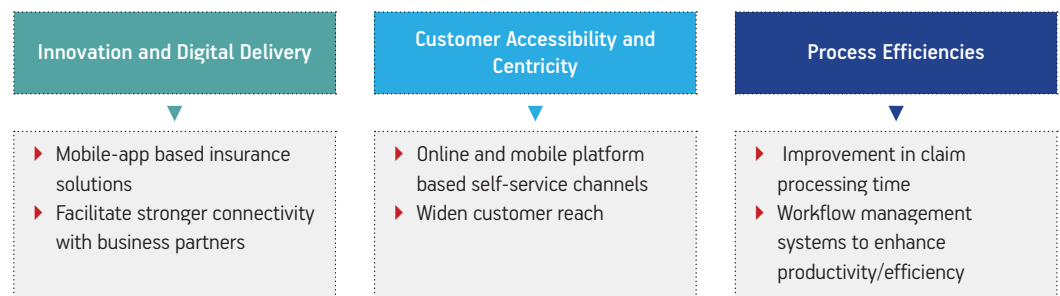 Innovation and Digital Delivery
Mobile-app based insurance
solutions
Facilitate stronger connectivity
with business partners
Customer Accessibility and
Centricity
Online and mobile platform
based self-service channels
Widen customer reach
Process Efficiencies
Improvement in claim
processing time
Workflow management
systems to enhance
productivity/efficiency